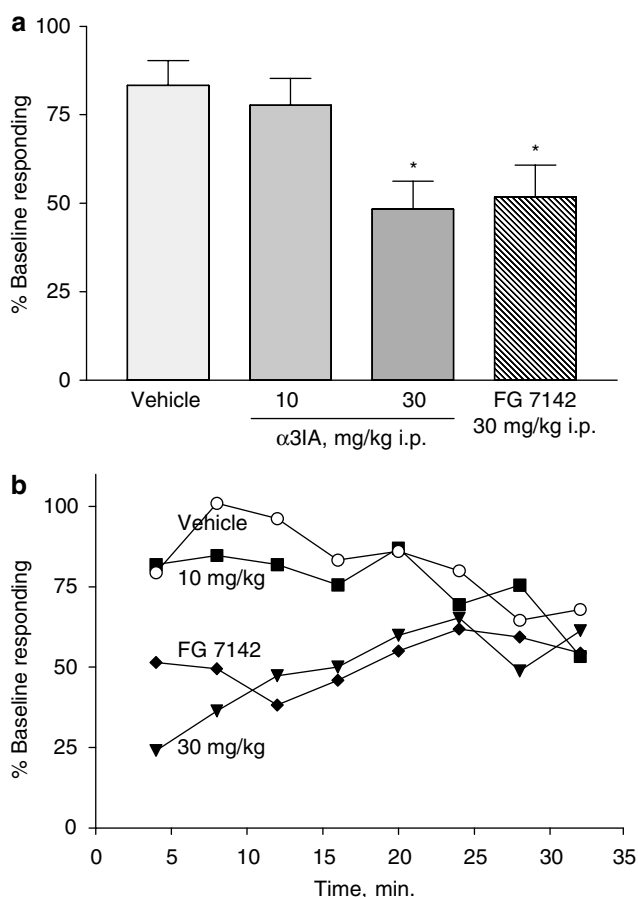 a
100
75
50
25
0
% Baseline responding
*
*
Vehicle
10
30
FG 7142
α3IA, mg/kg i.p.
30 mg/kg i.p.
b
100
75
50
25
0
% Baseline responding
Vehicle
10 mg/kg
FG 7142
30 mg/kg
0 5 10 15 20 25 30 35
Time, min.